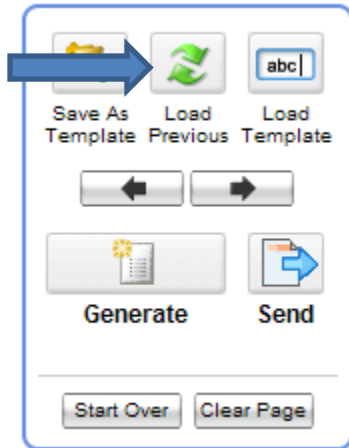 abc
Save As Load Load
Template Previous Template
Generate Send
Start Over Clear Page